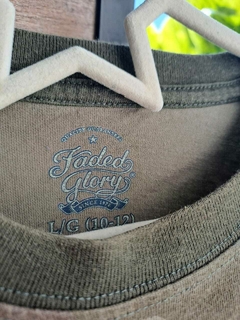 Faded
Glory
SINCE 1972
L/G (10-12)